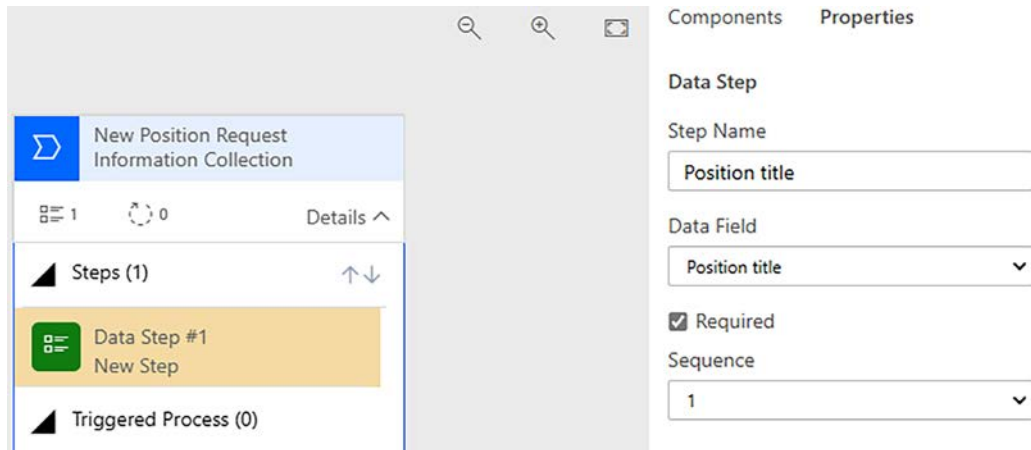 New Position Request
Information Collection
1
0
Details
Steps (1)
Data Step #1
New Step
Triggered Process (0)
Components Properties
Data Step
Step Name
Position title
Data Field
Position title
Required
Sequence
1